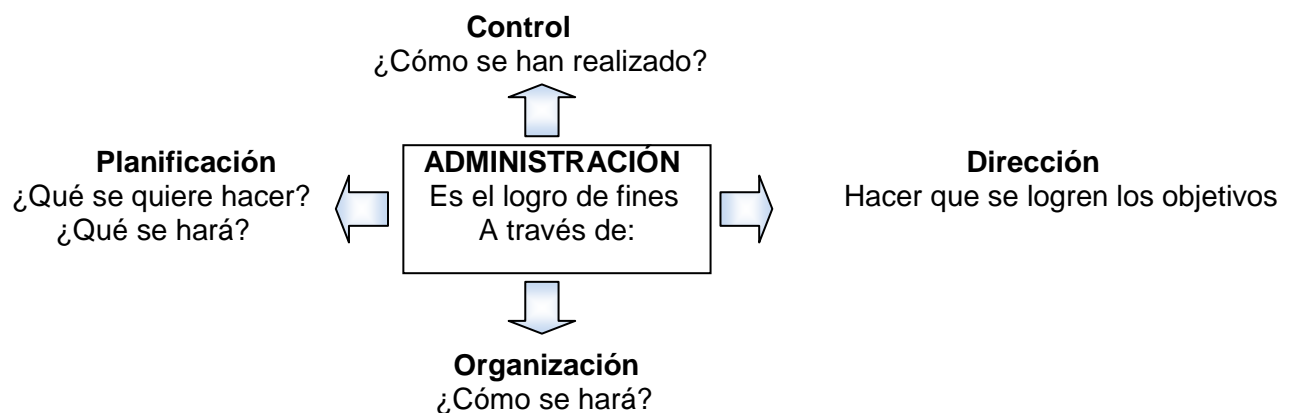 Control
¿Cómo se han realizado?
Planificación
¿Qué se quiere hacer?
¿Qué se hará?
ADMINISTRACIÓN
Es el logro de fines
A través de:
Dirección
Hacer que se logren los objetivos
Organización
¿Cómo se hará?